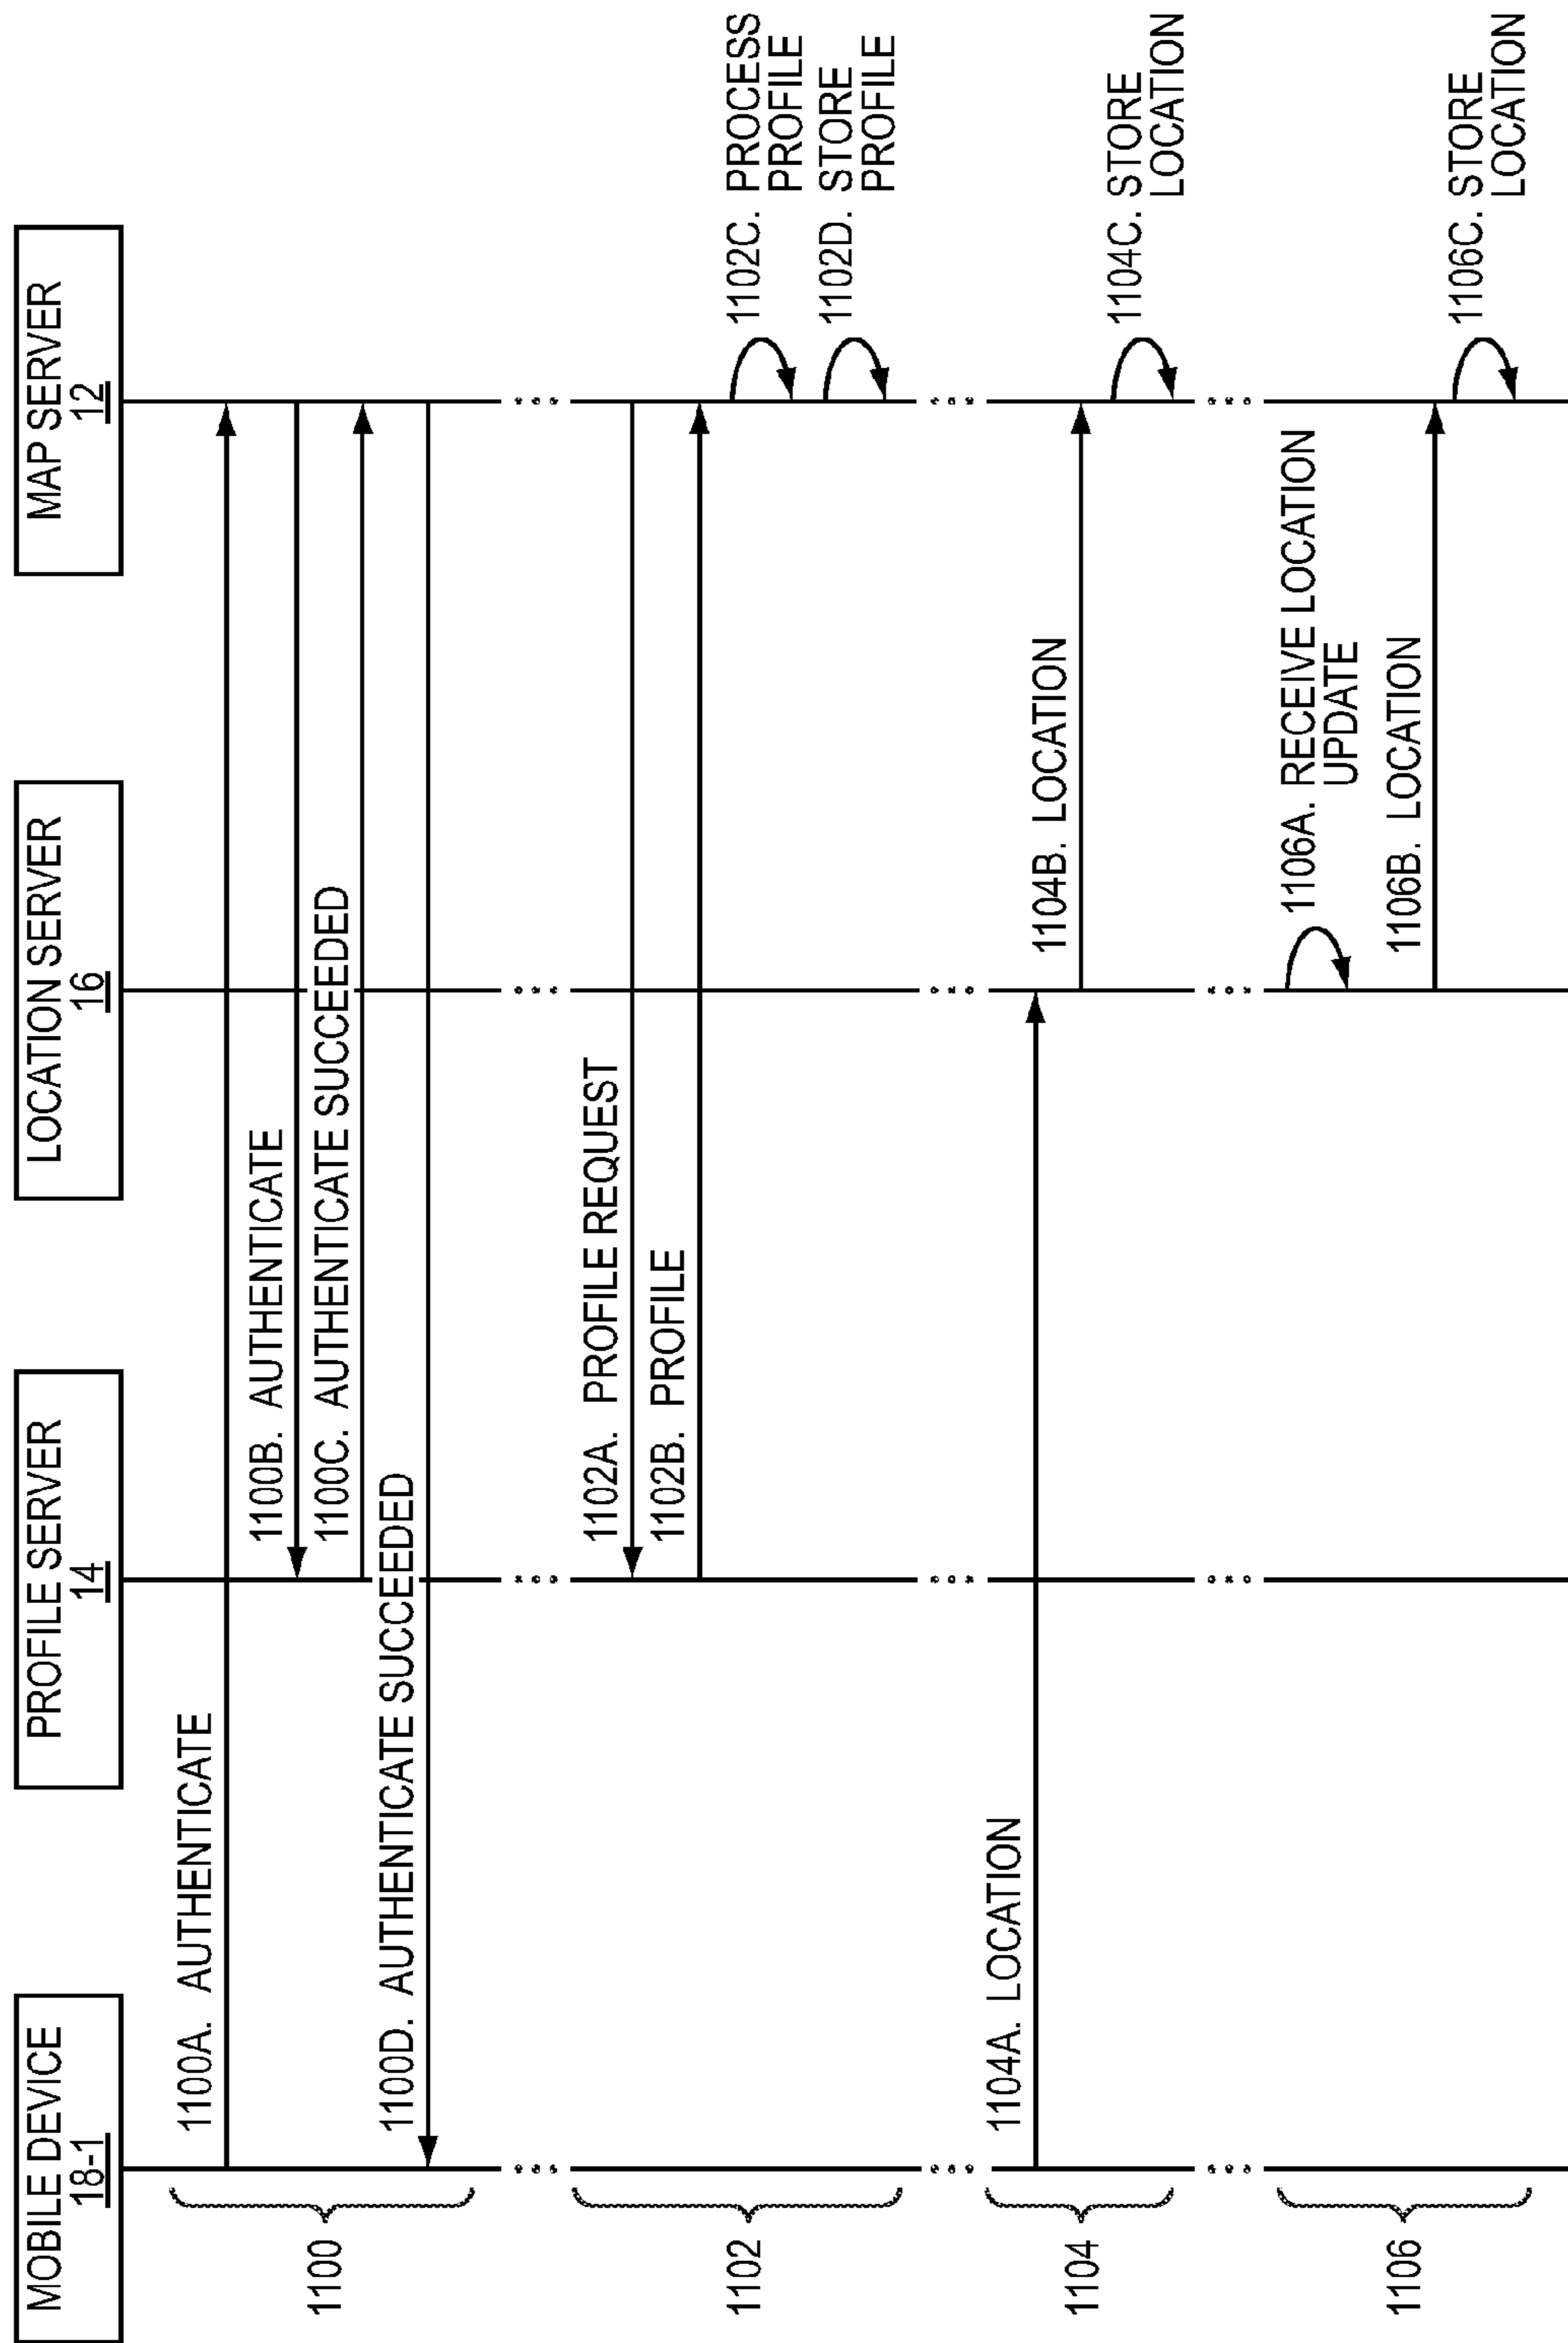 MOBILE DEVICE
18-1
PROFILE SERVER
14
LOCATION SERVER
16
MAP SERVER
12
1100
1100A. AUTHENTICATE
1100B. AUTHENTICATE
1100C. AUTHENTICATE SUCCEEDED
1100D. AUTHENTICATE SUCCEEDED
1102
1102A. PROFILE REQUEST
1102B. PROFILE
1102C. PROCESS
PROFILE
1102D. STORE
PROFILE
1104
1104A. LOCATION
1104B. LOCATION
1104C. STORE
LOCATION
1106
1106A. RECEIVE LOCATION
UPDATE
1106B. LOCATION
1106C. STORE
LOCATION